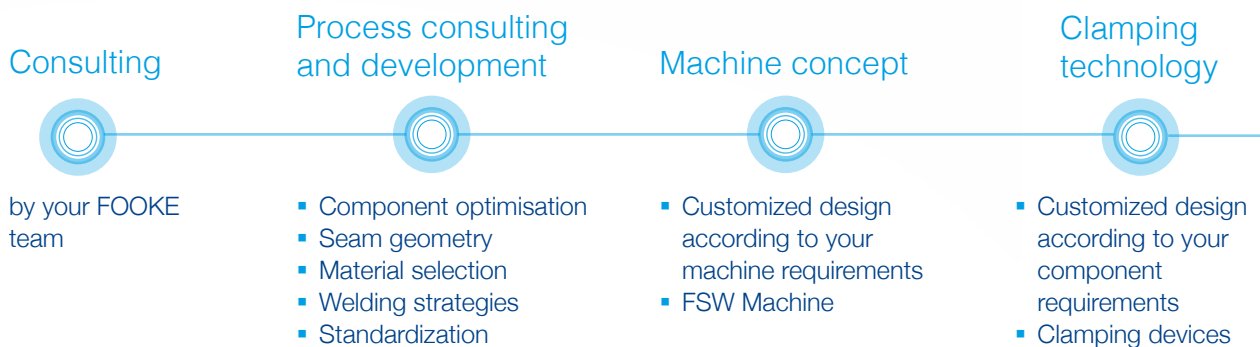 Consulting
by your FOOKE
team
Process consulting
and development
▪ Component optimisation
▪ Seam geometry
▪ Material selection
▪ Welding strategies
▪ Standardization
Machine concept
▪ Customized design
according to your
machine requirements
▪ FSW Machine
Clamping
technology
▪ Customized design
according to your
component
requirements
▪ Clamping devices